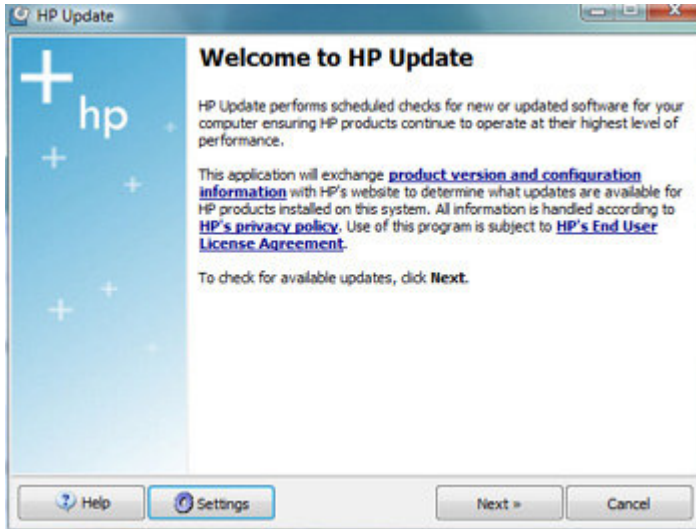 HP Update
Welcome to HP Update
hp
HP Update performs scheduled checks for new or updated software for your
computer ensuring HP products continue to operate at their highest level of
performance.
This application will exchange product version and configuration
information with HP's website to determine what updates are available for
HP products installed on this system. All information is handled according to
HP's privacy policy. Use of this program is subject to HP's End User
License Agreement.
To check for available updates, click Next.
Help
Settings
Next »
Cancel